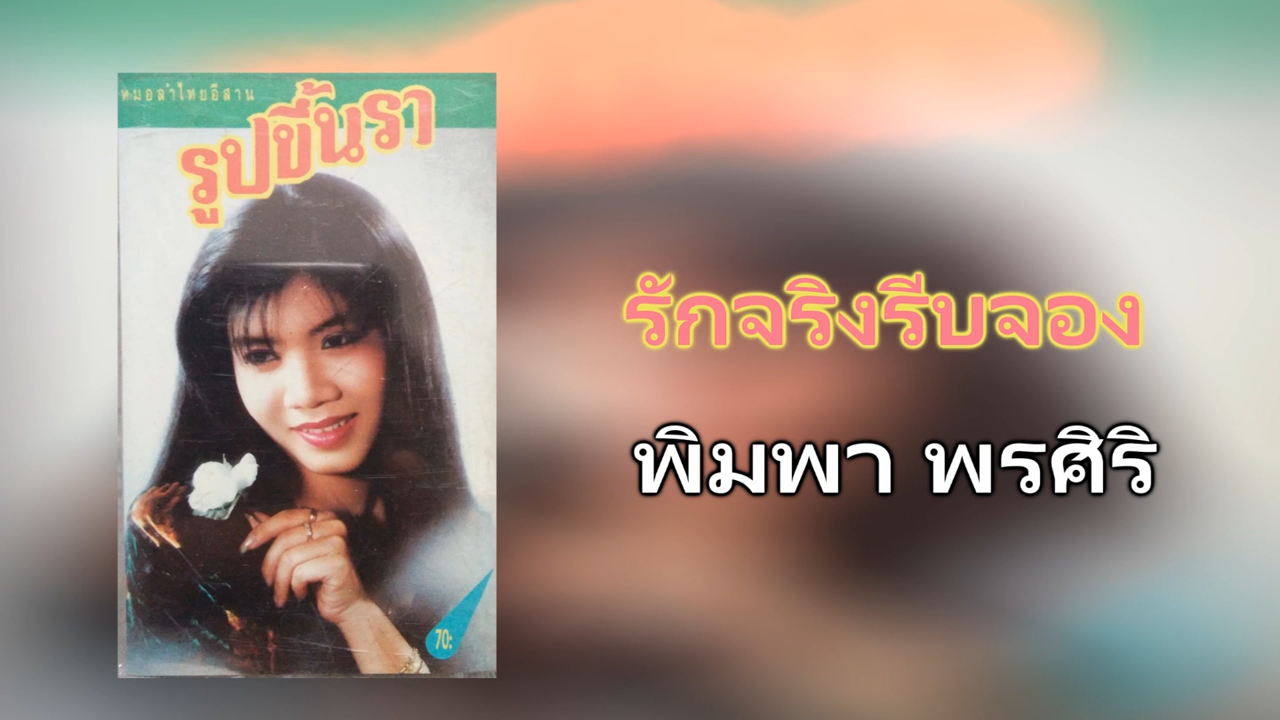 หมอลำไทยอีสาน
รูปขึ้นรา
70.-
รักจริงรีบจอง
พิมพา พรศิริ